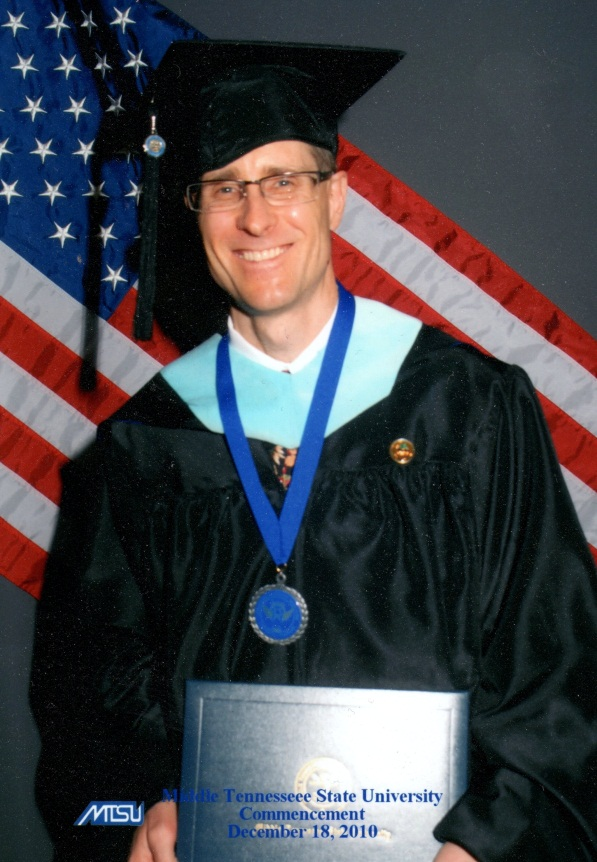 MTSU
Middle Tennesseee State University
Commencement
December 18, 2010